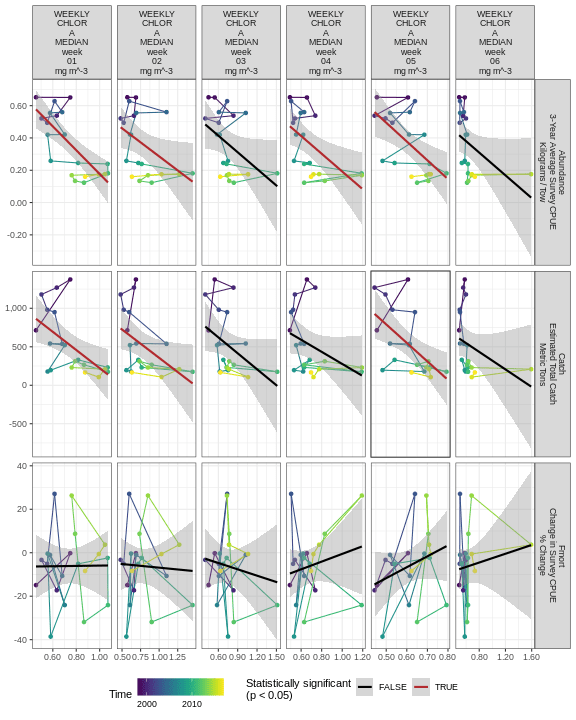 WEEKLY WEEKLY WEEKLY WEEKLY WEEKLY WEEKLY
CHLOR CHLOR CHLOR CHLOR CHLOR CHLOR
A A A A A A
MEDIAN MEDIAN MEDIAN MEDIAN MEDIAN MEDIAN
week week week week week week
01 02 03 04 05 06
mg m^-3 mg m^-3 mg m^-3 mg m^-3 mg m^-3 mg m^-3
0.60
0.40
0.20
0.00
-0.20
Abundance
3-Year Average Survey CPUE
Kilograms / Tow
1,000
500
0
-500
Catch
Estimated Total Catch
Metric Tons
40
20
0
-20
-40
Fmort
Change in Survey CPUE
% Change
0.60 0.80 1.00 0.50 0.75 1.00 1.25 0.60 0.90 1.20 1.50 0.60 0.80 1.00 1.20 0.50 0.60 0.70 0.80 0.80 1.20 1.60
Time
2000 2010
Statistically significant
(p < 0.05)
FALSE TRUE